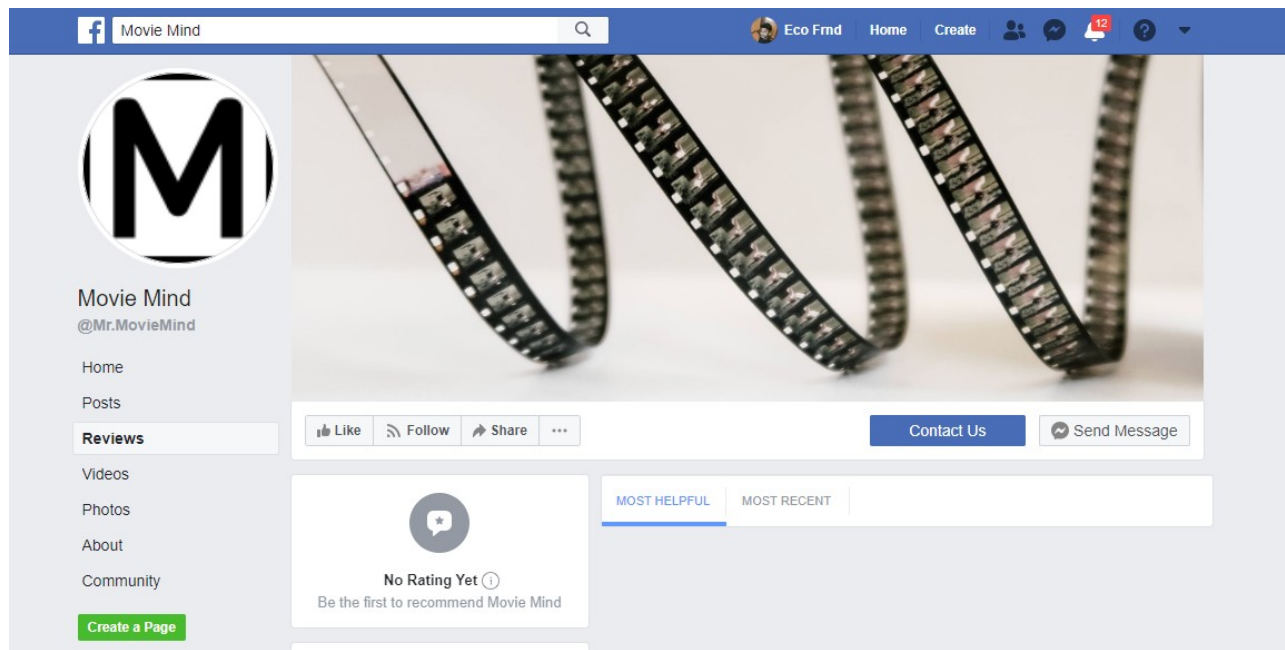 f Movie Mind Eco Frnd Home Create 12 ?
M
Movie Mind
@Mr.MovieMind
Home
Posts
Reviews
Videos
Photos
About
Community
Create a Page
Like Follow Share ... Contact Us Send Message
No Rating Yet i
Be the first to recommend Movie Mind
MOST HELPFUL MOST RECENT